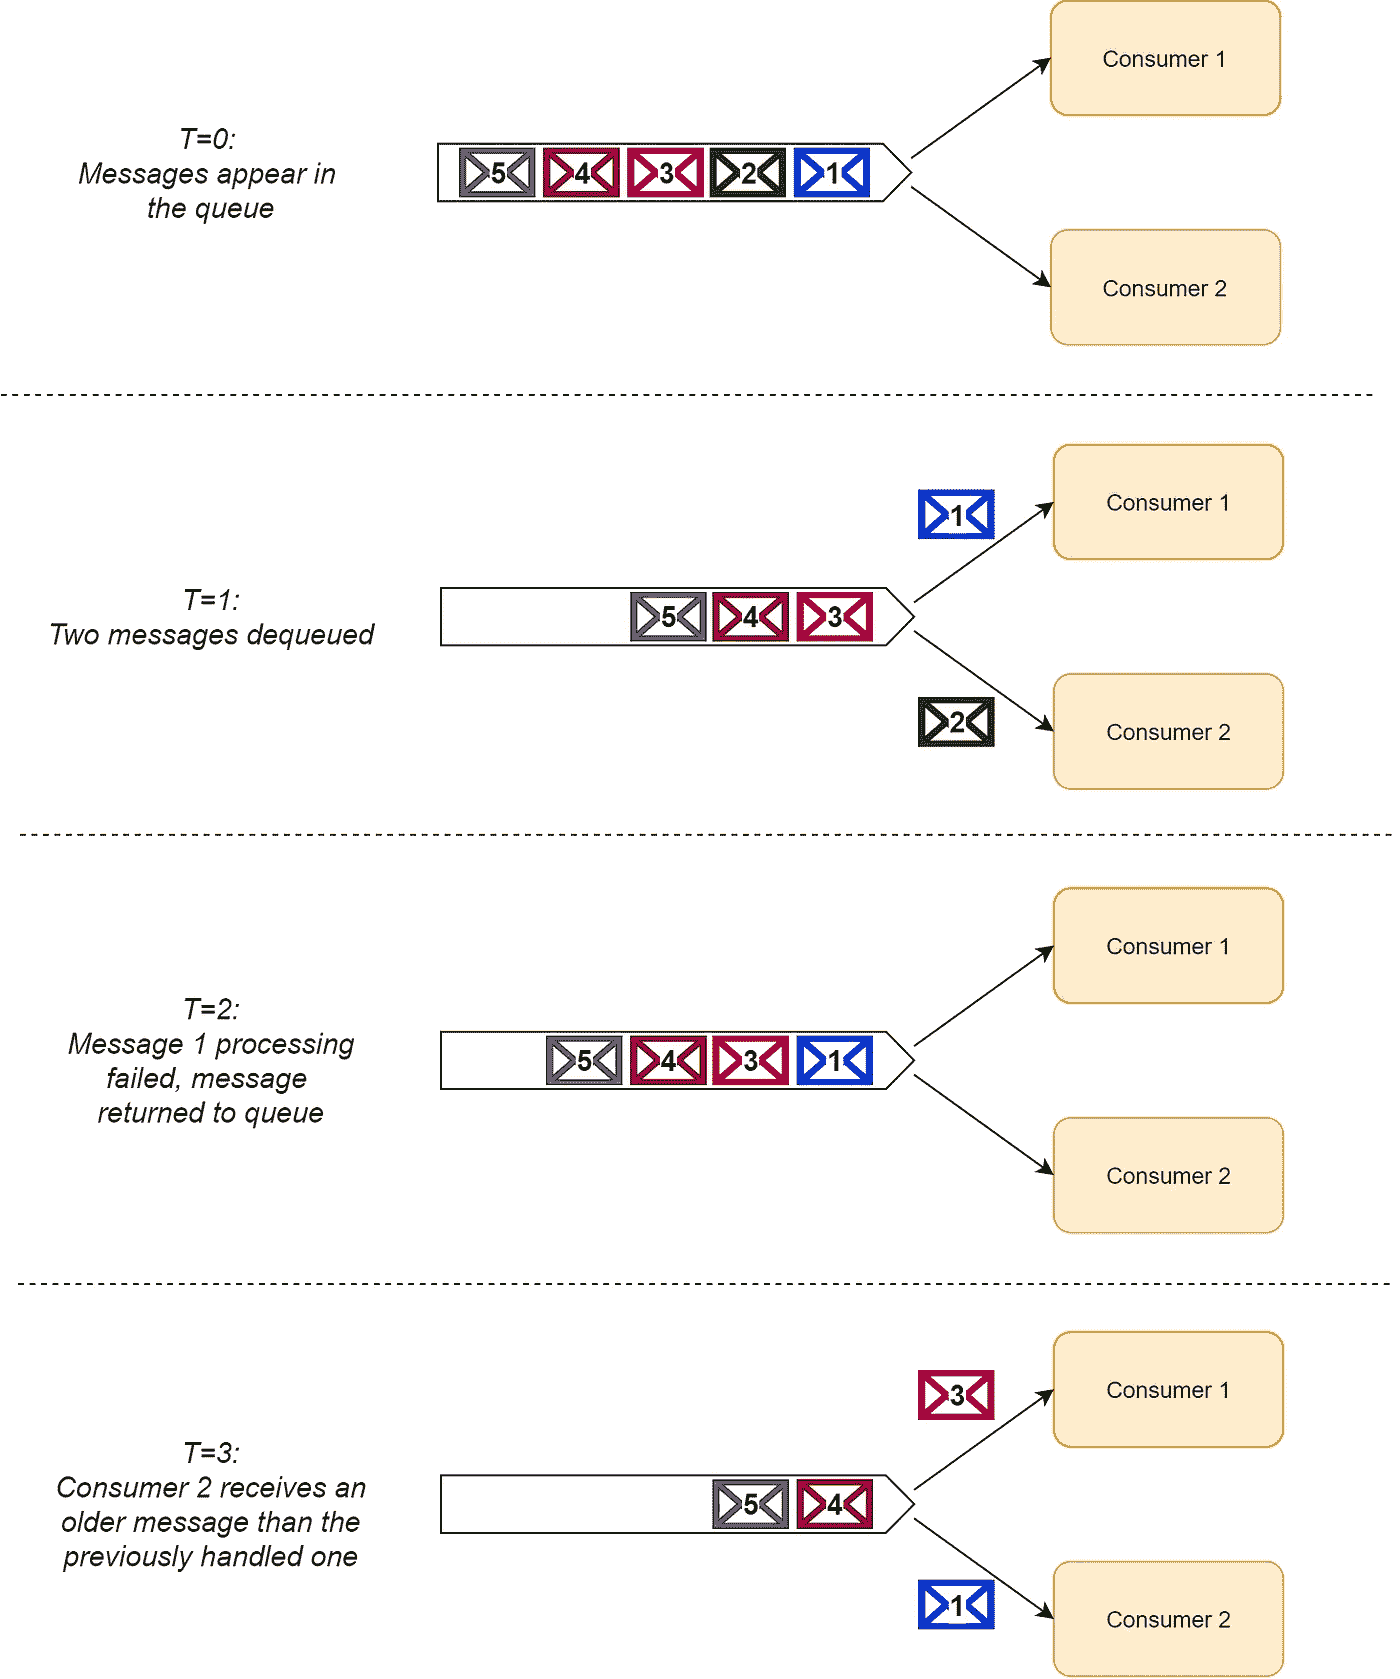 Consumer 1
T=0:
Messages appear in
the queue
5 4 3 2 1
Consumer 2
Consumer 1
1
T=1:
Two messages dequeued
5 4 3
2
Consumer 2
Consumer 1
T=2:
Message 1 processing
failed, message
returned to queue
5 4 3 1
Consumer 2
Consumer 1
3
T=3:
Consumer 2 receives an
older message than the
previously handled one
5 4
1
Consumer 2